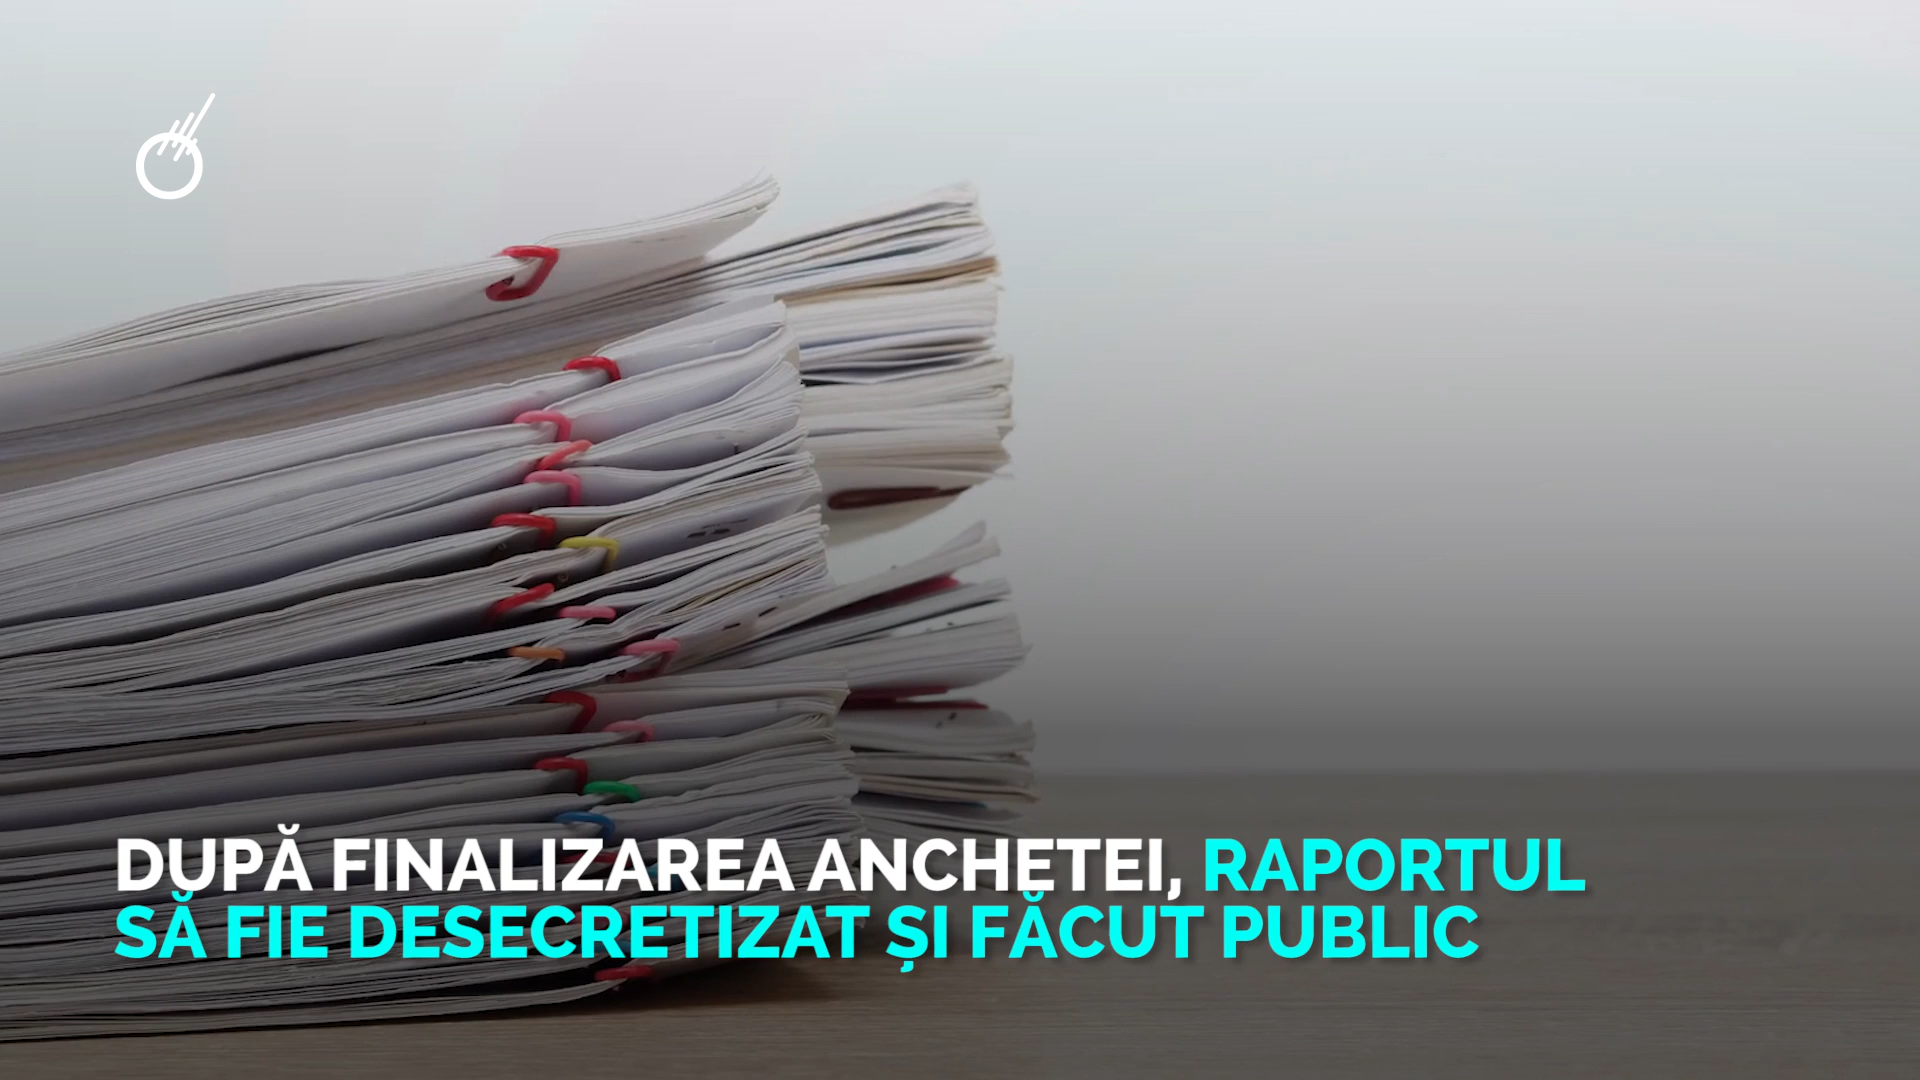 DUPĂ FINALIZAREA ANCHETEI, RAPORTUL
SĂ FIE DESECRETIZAT ȘI FĂCUT PUBLIC